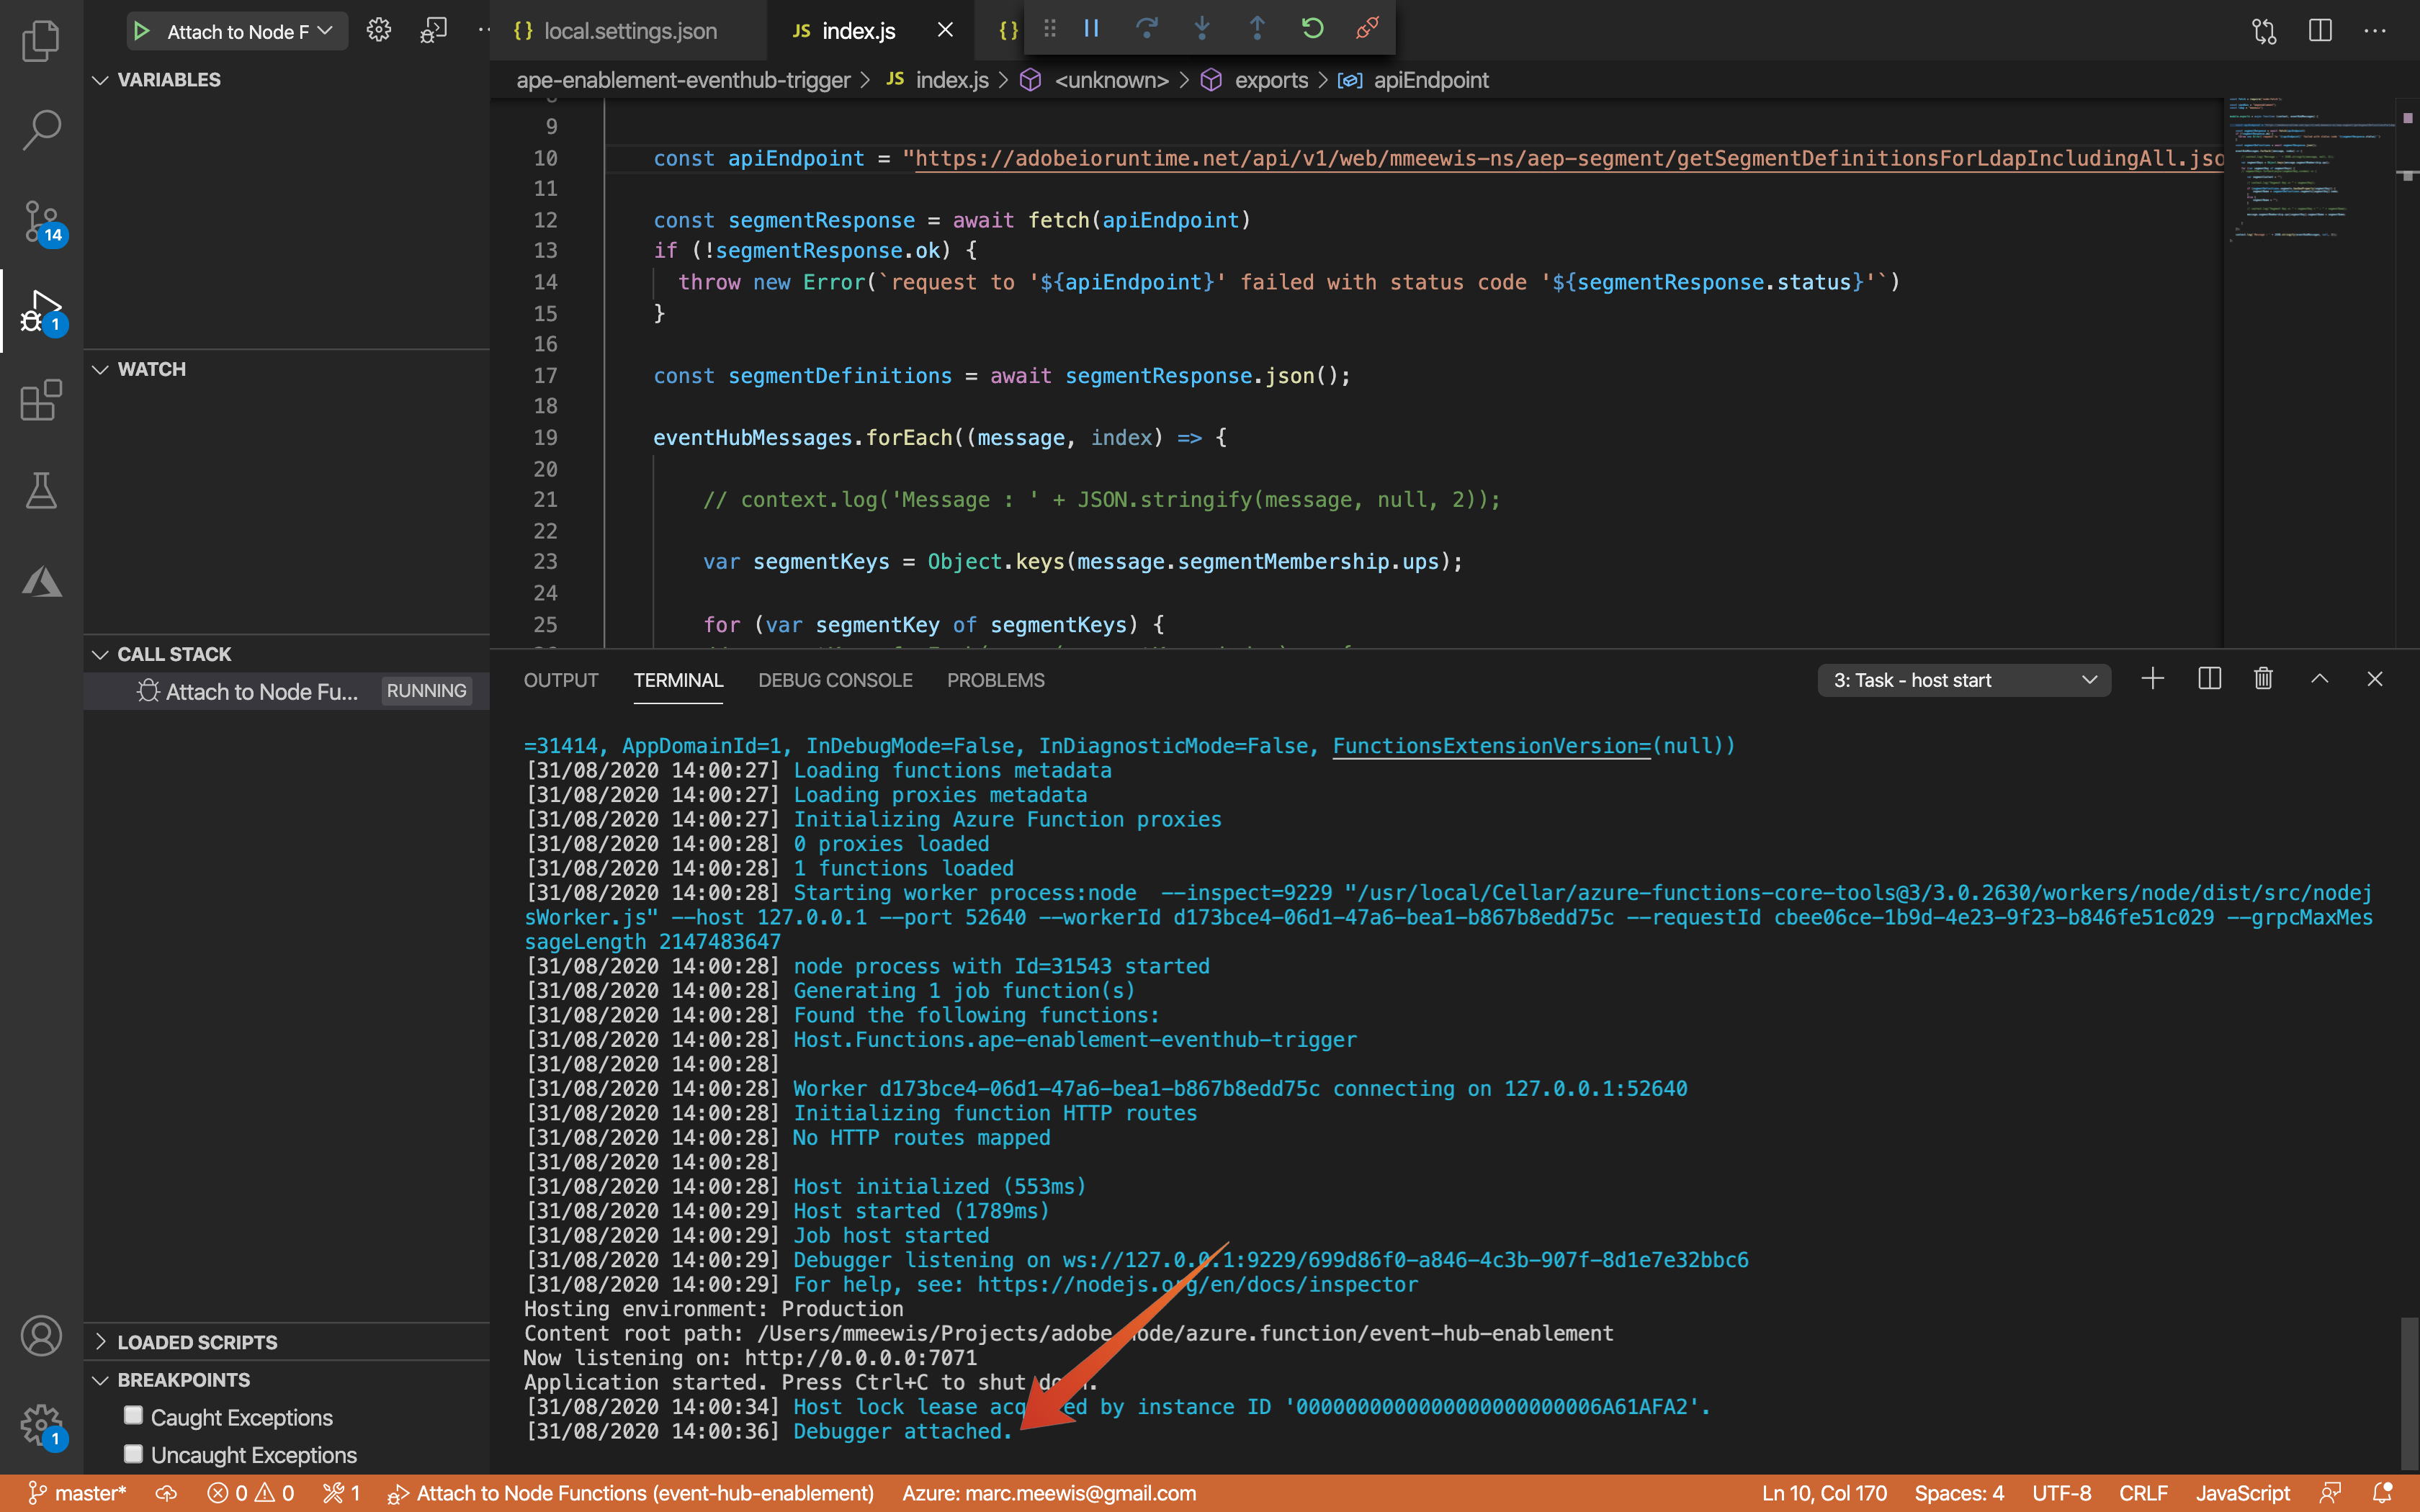 Attach to Node F
{} local.settings.json
JS index.js
{}
VARIABLES
ape-enablement-eventhub-trigger > JS index.js > <unknown> > exports > apiEndpoint
9
10 const apiEndpoint = "https://adobeioruntime.net/api/v1/web/mmeewis-ns/aep-segment/getSegmentDefinitionsForLdapIncludingAll.jso
11
12 const segmentResponse = await fetch(apiEndpoint)
13 if (!segmentResponse.ok) {
14 throw new Error(`request to '${apiEndpoint}' failed with status code '${segmentResponse.status}'`)
15 }
16
17 const segmentDefinitions = await segmentResponse.json();
18
19 eventHubMessages.forEach((message, index) => {
20
21 // context.log('Message : ' + JSON.stringify(message, null, 2));
22
23 var segmentKeys = Object.keys(message.segmentMembership.ups);
24
25 for (var segmentKey of segmentKeys) {
14
1
WATCH
CALL STACK
Attach to Node Fu... RUNNING
OUTPUT TERMINAL DEBUG CONSOLE PROBLEMS 3: Task - host start
=31414, AppDomainId=1, InDebugMode=False, InDiagnosticMode=False, FunctionsExtensionVersion=(null))
[31/08/2020 14:00:27] Loading functions metadata
[31/08/2020 14:00:27] Loading proxies metadata
[31/08/2020 14:00:27] Initializing Azure Function proxies
[31/08/2020 14:00:28] 0 proxies loaded
[31/08/2020 14:00:28] 1 functions loaded
[31/08/2020 14:00:28] Starting worker process:node  --inspect=9229 "/usr/local/Cellar/azure-functions-core-tools@3/3.0.2630/workers/node/dist/src/nodej
sWorker.js" --host 127.0.0.1 --port 52640 --workerId d173bce4-06d1-47a6-bea1-b867b8edd75c --requestId cbee06ce-1b9d-4e23-9f23-b846fe51c029 --grpcMaxMes
sageLength 2147483647
[31/08/2020 14:00:28] node process with Id=31543 started
[31/08/2020 14:00:28] Generating 1 job function(s)
[31/08/2020 14:00:28] Found the following functions:
[31/08/2020 14:00:28] Host.Functions.ape-enablement-eventhub-trigger
[31/08/2020 14:00:28]
[31/08/2020 14:00:28] Worker d173bce4-06d1-47a6-bea1-b867b8edd75c connecting on 127.0.0.1:52640
[31/08/2020 14:00:28] Initializing function HTTP routes
[31/08/2020 14:00:28] No HTTP routes mapped
[31/08/2020 14:00:28]
[31/08/2020 14:00:28] Host initialized (553ms)
[31/08/2020 14:00:29] Host started (1789ms)
[31/08/2020 14:00:29] Job host started
[31/08/2020 14:00:29] Debugger listening on ws://127.0.0.1:9229/699d86f0-a846-4c3b-907f-8d1e7e32bbc6
[31/08/2020 14:00:29] For help, see: https://nodejs.org/en/docs/inspector
Hosting environment: Production
Content root path: /Users/mmeewis/Projects/adobe.node/azure.function/event-hub-enablement
Now listening on: http://0.0.0.0:7071
Application started. Press Ctrl+C to shut down.
[31/08/2020 14:00:34] Host lock lease acquired by instance ID '0000000000000000000000006A61AFA2'.
[31/08/2020 14:00:36] Debugger attached.
LOADED SCRIPTS
BREAKPOINTS
Caught Exceptions
Uncaught Exceptions
1
master* 0 0 1 Attach to Node Functions (event-hub-enablement) Azure: marc.meewis@gmail.com Ln 10, Col 170 Spaces: 4 UTF-8 CRLF JavaScript